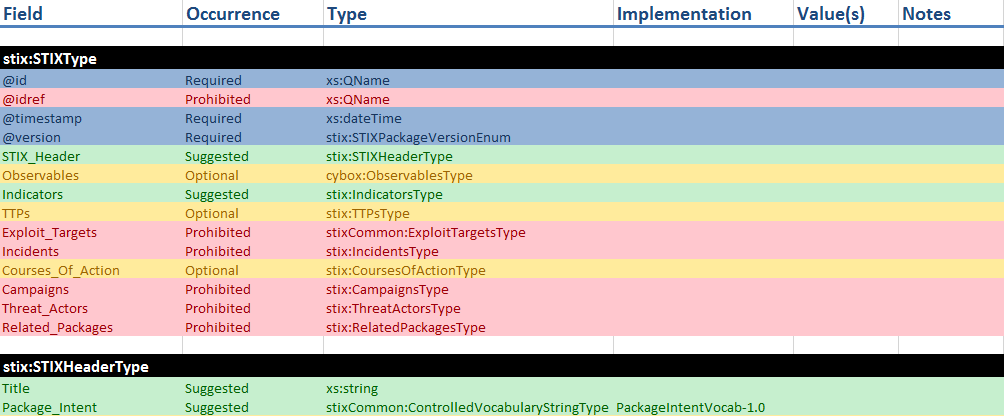 Field Occurrence Type Implementation Value(s) Notes
stix:STIXType
@id Required xs:QName
@idref Prohibited xs:QName
@timestamp Required xs:dateTime
@version Required stix:STIXPackageVersionEnum
STIX_Header Suggested stix:STIXHeaderType
Observables Optional cybox:ObservablesType
Indicators Suggested stix:IndicatorsType
TTPs Optional stix:TTPsType
Exploit_Targets Prohibited stixCommon:ExploitTargetsType
Incidents Prohibited stix:IncidentsType
Courses_Of_Action Optional stix:CoursesOfActionType
Campaigns Prohibited stix:CampaignsType
Threat_Actors Prohibited stix:ThreatActorsType
Related_Packages Prohibited stix:RelatedPackagesType
stix:STIXHeaderType
Title Suggested xs:string
Package_Intent Suggested stixCommon:ControlledVocabularyStringType PackageIntentVocab-1.0